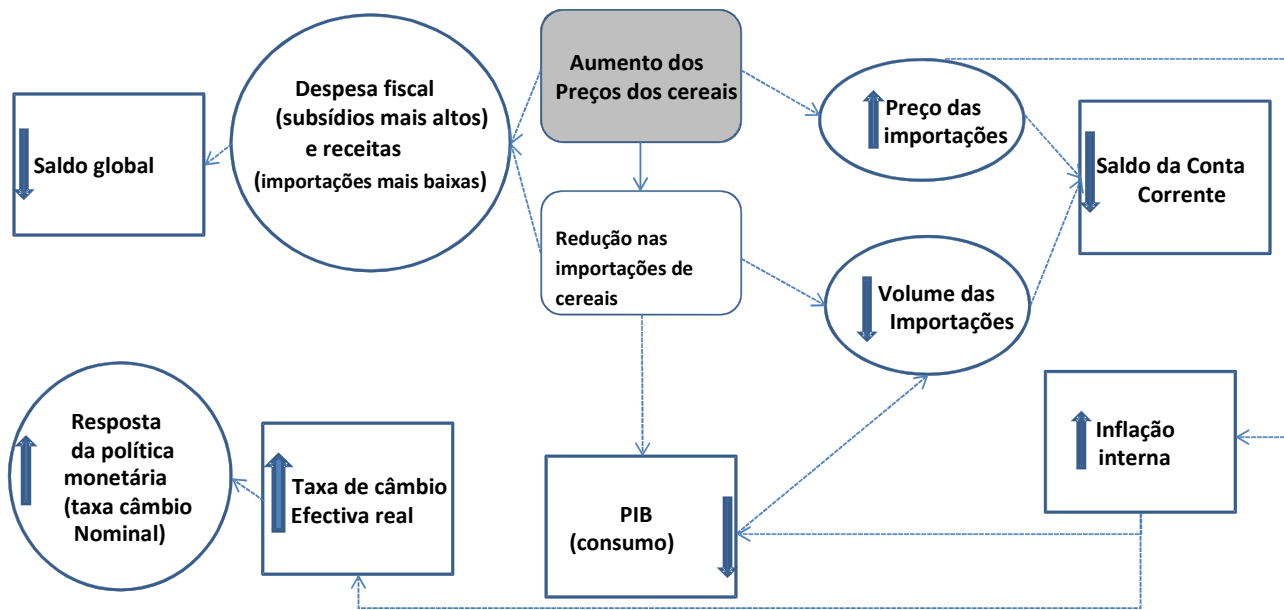 Aumento dos
Preços dos cereais
Despesa fiscal
(subsídios mais altos)
e receitas
(importações mais baixas)
Saldo global
Preço das
importações
Saldo da Conta
Corrente
Redução nas
importações de
cereais
Volume das
Importações
Resposta
da política
monetária
(taxa câmbio
Nominal)
Taxa de câmbio
Efectiva real
PIB
(consumo)
Inflação
interna